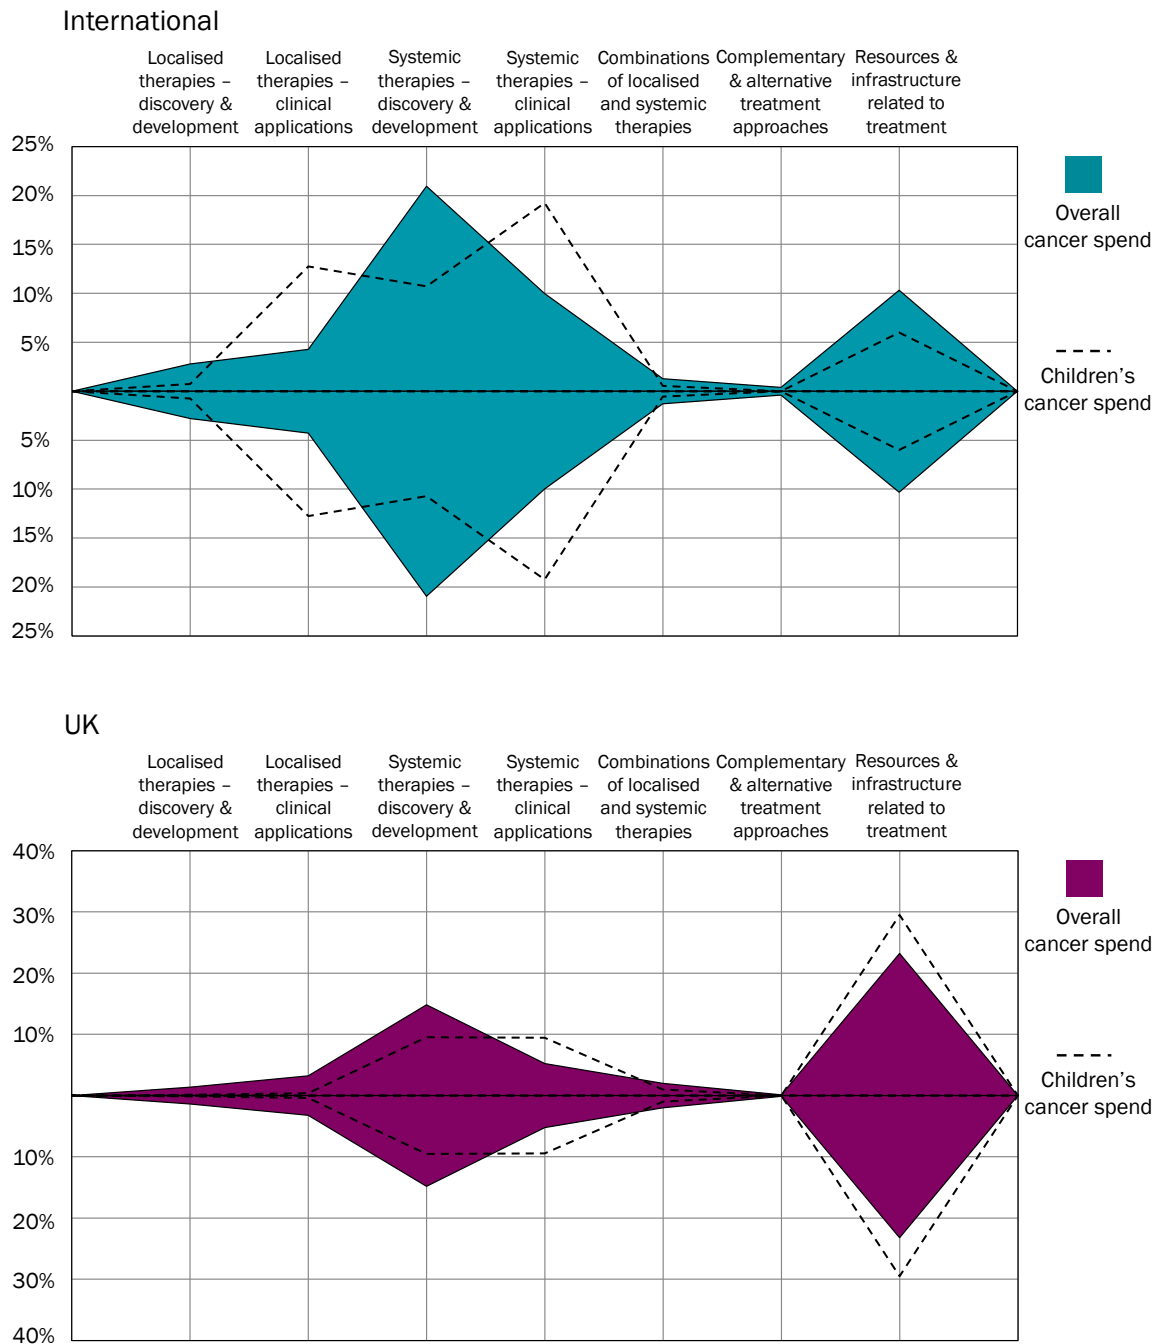 International
Localised
therapies –
discovery &
development
Localised
therapies –
clinical
applications
Systemic
therapies –
discovery &
development
Systemic
therapies –
clinical
applications
Combinations
of localised
and systemic
therapies
Complementary
& alternative
treatment
approaches
Resources &
infrastructure
related to
treatment
25%
20%
15%
10%
5%
5%
10%
15%
20%
25%
Overall
cancer spend
Children's
cancer spend
UK
Localised
therapies –
discovery &
development
Localised
therapies –
clinical
applications
Systemic
therapies –
discovery &
development
Systemic
therapies –
clinical
applications
Combinations
of localised
and systemic
therapies
Complementary
& alternative
treatment
approaches
Resources &
infrastructure
related to
treatment
40%
30%
20%
10%
10%
20%
30%
40%
Overall
cancer spend
Children's
cancer spend